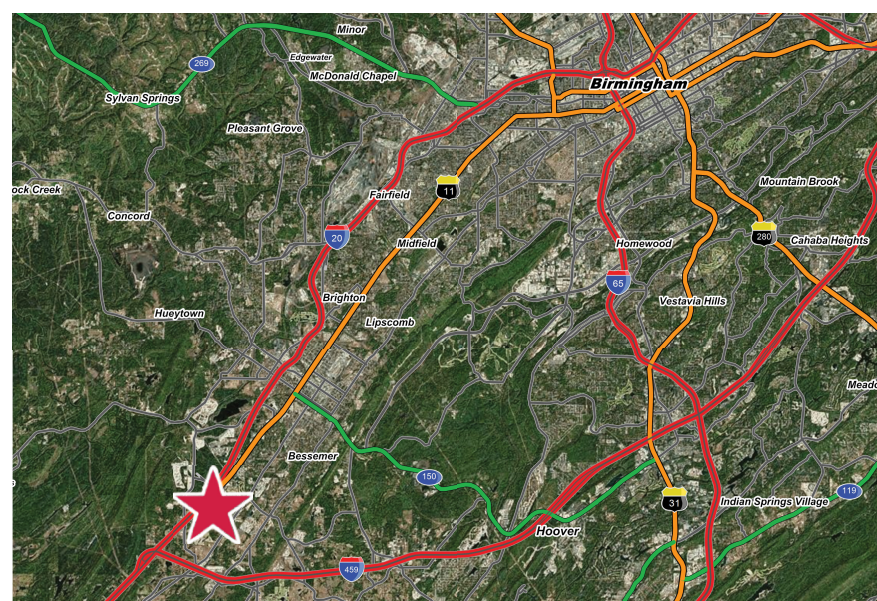 Minor
Edgewater
269
McDonald Chapel
Birmingham
Sylvan Springs
Pleasant Grove
Mountain Brook
ock Creek
11
Fairfield
Concord
20
Midfield
Homewood
280
Cahaba Heights
65
Brighton
Vestavia Hills
Hueytown
Lipscomb
Meado
Bessemer
s
150
119
31
Indian Springs Village
Hoover
459